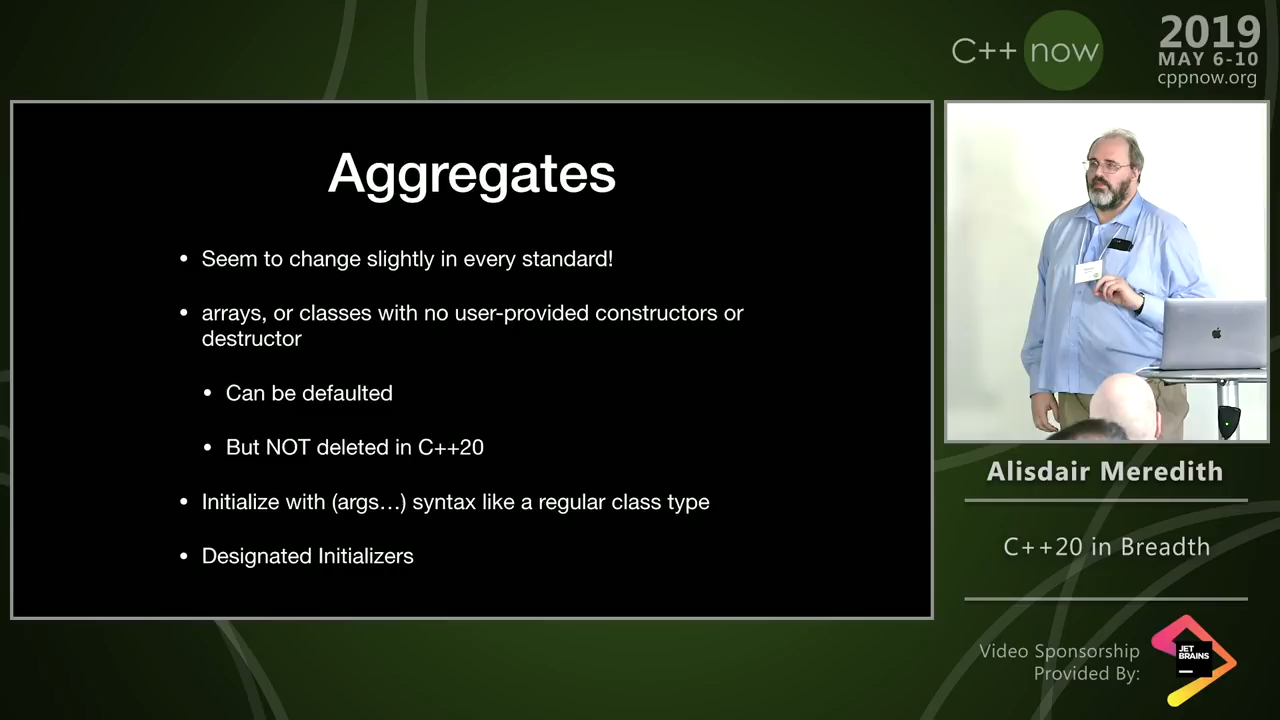 C++ now
2019
MAY 6-10
cppnow.org
Aggregates
• Seem to change slightly in every standard!
• arrays, or classes with no user-provided constructors or
destructor
• Can be defaulted
• But NOT deleted in C++20
• Initialize with (args…) syntax like a regular class type
• Designated Initializers
Alisdair Meredith
C++20 in Breadth
Video Sponsorship
Provided By:
JET
BRAINS